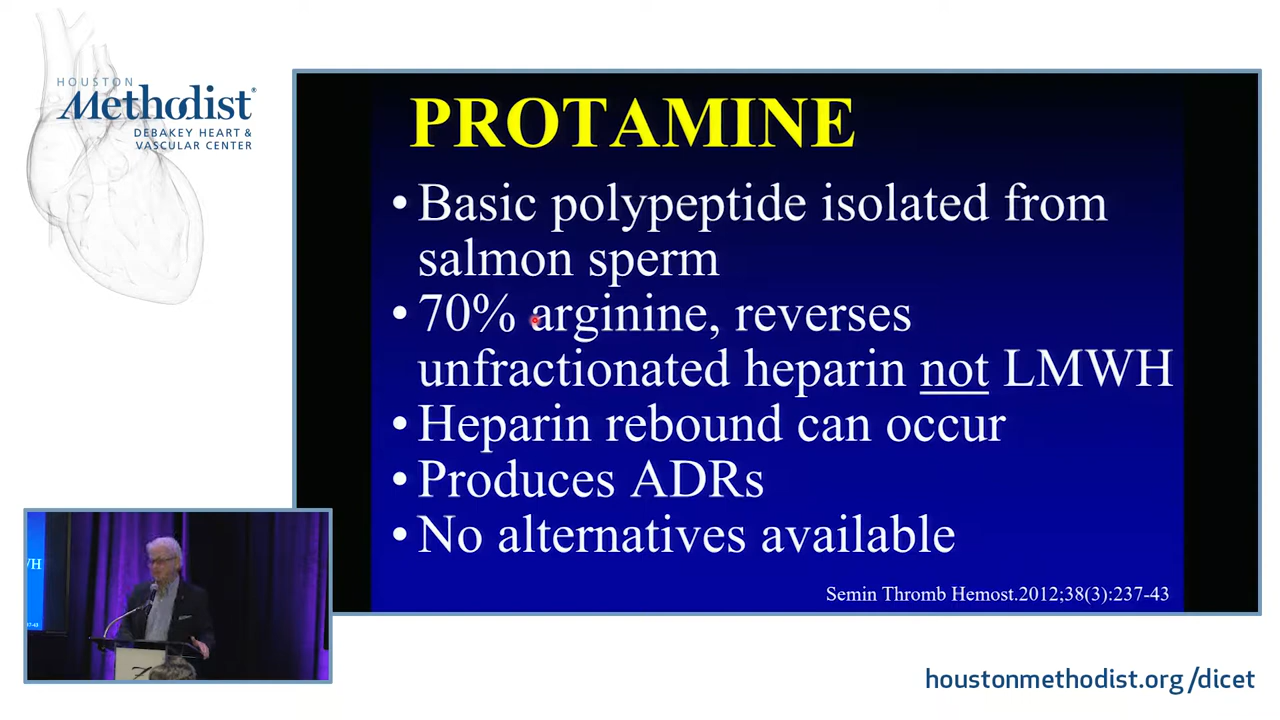 HOUSTON
Methodist®
DEBAKEY HEART &
VASCULAR CENTER
PROTAMINE
• Basic polypeptide isolated from
salmon sperm
• 70% arginine, reverses
unfractionated heparin not LMWH
• Heparin rebound can occur
• Produces ADRs
• No alternatives available
Semin Thromb Hemost.2012;38(3):237-43
houstonmethodist.org/dicet